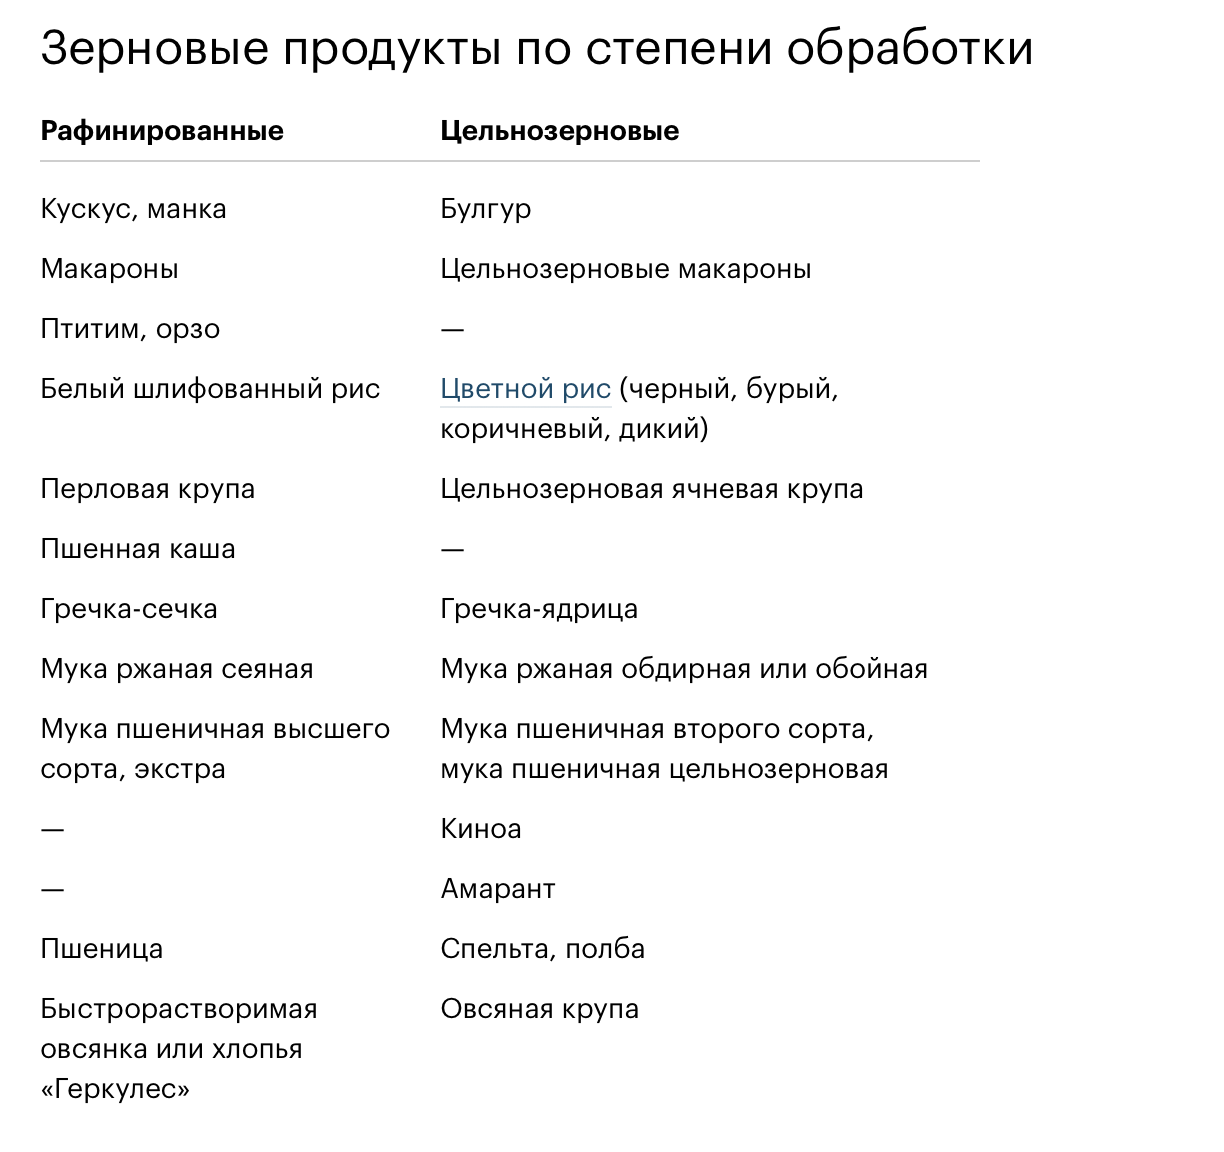 Зерновые продукты по степени обработки
Рафинированные Цельнозерновые
Кускус, манка Булгур
Макароны Цельнозерновые макароны
Птитим, орзо —
Белый шлифованный рис Цветной рис (черный, бурый,
коричневый, дикий)
Перловая крупа Цельнозерновая ячневая крупа
Пшенная каша —
Гречка-сечка Гречка-ядрица
Мука ржаная сеяная Мука ржаная обдирная или обойная
Мука пшеничная высшего Мука пшеничная второго сорта,
сорта, экстра мука пшеничная цельнозерновая
— Киноа
— Амарант
Пшеница Спельта, полба
Быстрорастворимая Овсяная крупа
овсянка или хлопья
«Геркулес»